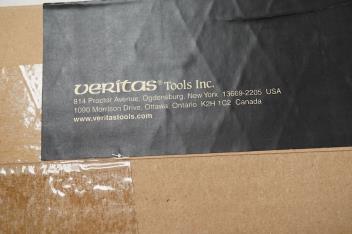 veritas® Tools Inc.
814 Proctor Avenue, Ogdensburg, New York 13669-2205 USA
1090 Morrison Drive, Ottawa, Ontario K2H 1C2 Canada
www.veritastools.com